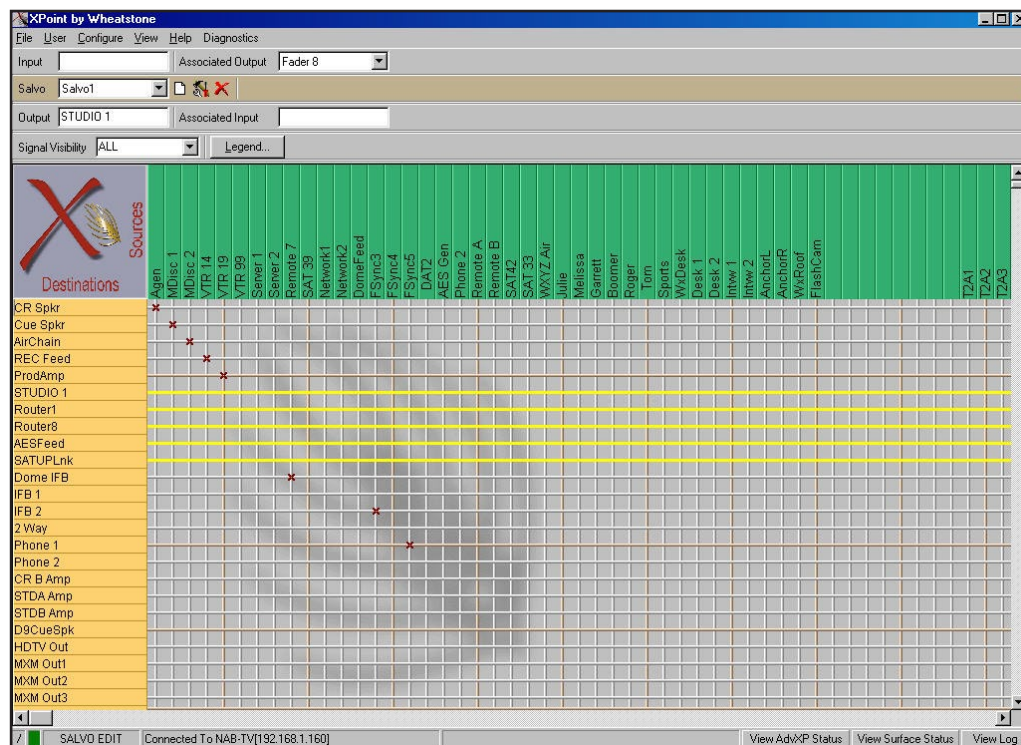 XPoint by Wheatstone
File User Configure View Help Diagnostics
Input Associated Output Fader 8
Salvo Salvo1
Output STUDIO 1 Associated Input
Signal Visibility ALL Legend...
Sources
Destinations
Agen
MDisc 1
MDisc 2
VTR 14
VTR 19
VTR 99
Server 1
Server 2
Remote 7
SAT 39
Network1
Network2
DomeFeed
FSync3
FSync4
FSync5
DAT2
AES Gen
Phone 2
Remote A
Remote B
SAT42
SAT 33
WXYZ Air
Julie
Melissa
Garrett
Boomer
Roger
Tom
Sports
WxDesk
Desk 1
Desk 2
Intvw 1
Intvw 2
AnchorL
AnchorR
WxRoof
FlashCam
T2A1
T2A2
T2A3
CR Spkr
Cue Spkr
AirChain
REC Feed
ProdAmp
STUDIO 1
Router1
Router8
AESFeed
SATUPLnk
Dome IFB
IFB 1
IFB 2
2 Way
Phone 1
Phone 2
CR B Amp
STDA Amp
STDB Amp
D9CueSpk
HDTV Out
MXM Out1
MXM Out2
MXM Out3
/ SALVO EDIT Connected To NAB-TV[192.168.1.160] View AdvXP Status View Surface Status View Log